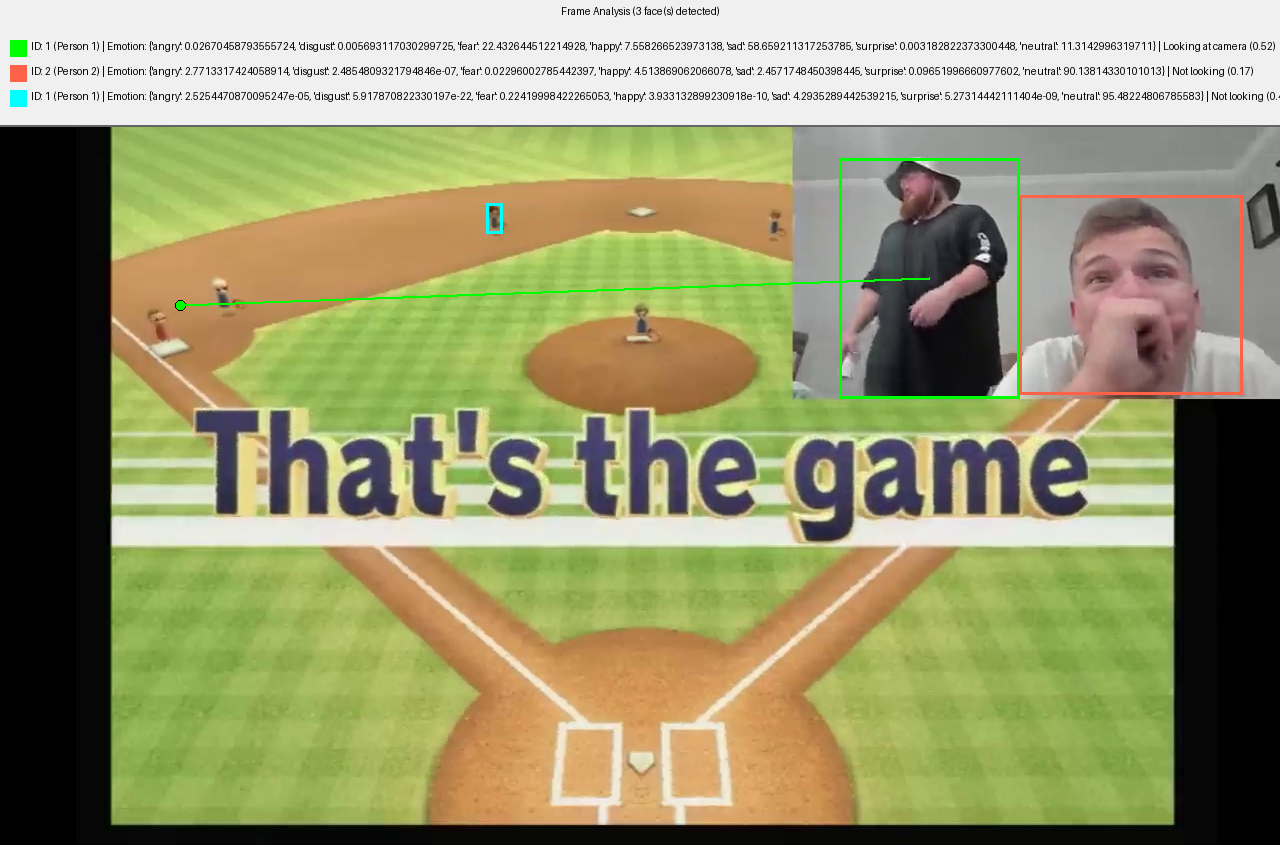 Frame Analysis (3 face(s) detected)
ID: 1 (Person 1) | Emotion: {'angry': 0.02670458793555724, 'disgust': 0.005693117030299725, 'fear': 22.432644512214928, 'happy': 7.558266523973138, 'sad': 58.659211317253785, 'surprise': 0.003182822373300448, 'neutral': 11.3142996319711} | Looking at camera (0.52)
ID: 2 (Person 2) | Emotion: {'angry': 2.7713317424058914, 'disgust': 2.4854809321794846e-07, 'fear': 0.02296002785442397, 'happy': 4.513869062066078, 'sad': 2.4571748450398445, 'surprise': 0.09651996660977602, 'neutral': 90.13814330101013} | Not looking (0.17)
ID: 1 (Person 1) | Emotion: {'angry': 2.5254470870095247e-05, 'disgust': 5.917870822330197e-22, 'fear': 0.22419998422265053, 'happy': 3.933132899230918e-10, 'sad': 4.2935289442539215, 'surprise': 5.27314442111404e-09, 'neutral': 95.48224806785583} | Not looking (0.4
That's the game